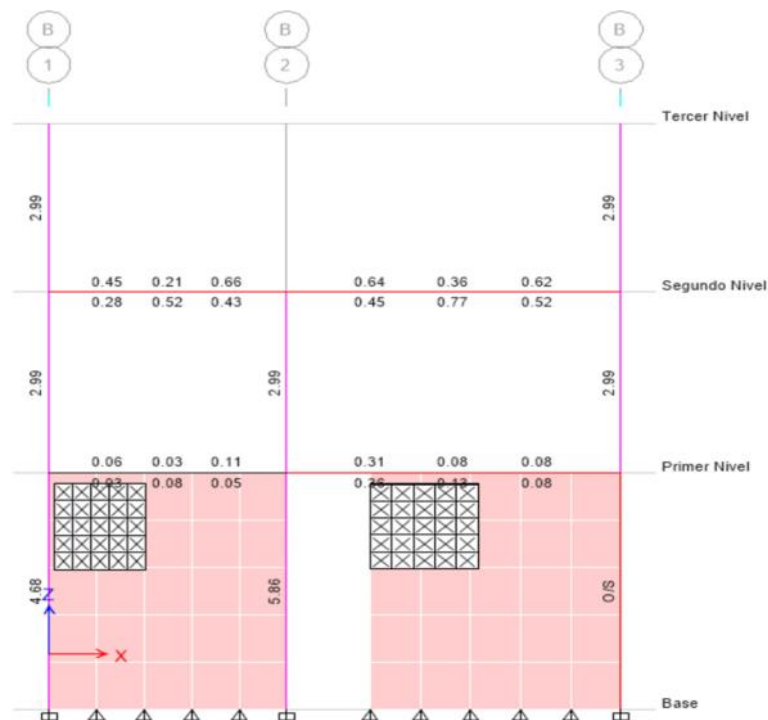 B B B
1 2 3
Tercer Nivel
2.99 2.99
0.45 0.21 0.66 0.64 0.36 0.62
Segundo Nivel
0.28 0.52 0.43 0.45 0.77 0.52
2.99 2.99 2.99
0.06 0.03 0.11 0.31 0.08 0.08
Primer Nivel
0.08 0.05 0.08
4.68 5.86 O/S
Z
X
Base